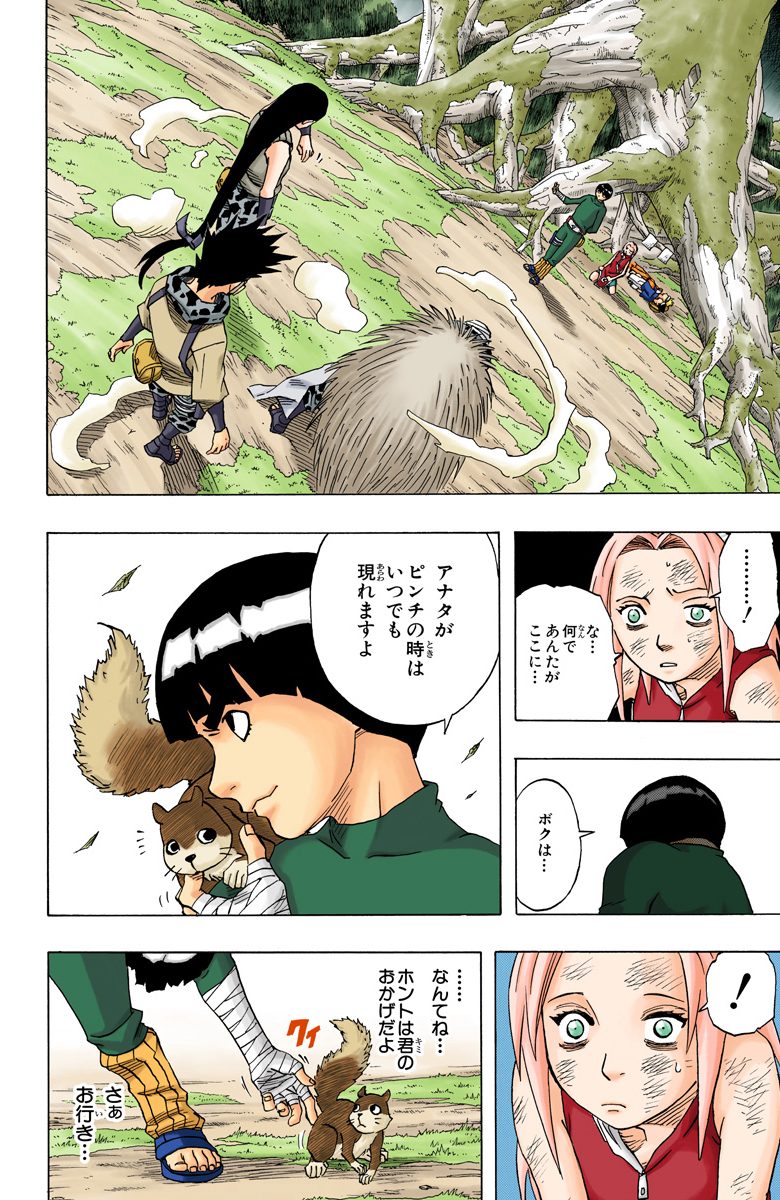 ………!
な…
何で
あんたが
ここに…
ボクは…
アナタが
ピンチの時は
いつでも
現れますよ
!
……
なんてね…
ホントは君の
おかげだよ
クイ
さぁ
お行き…